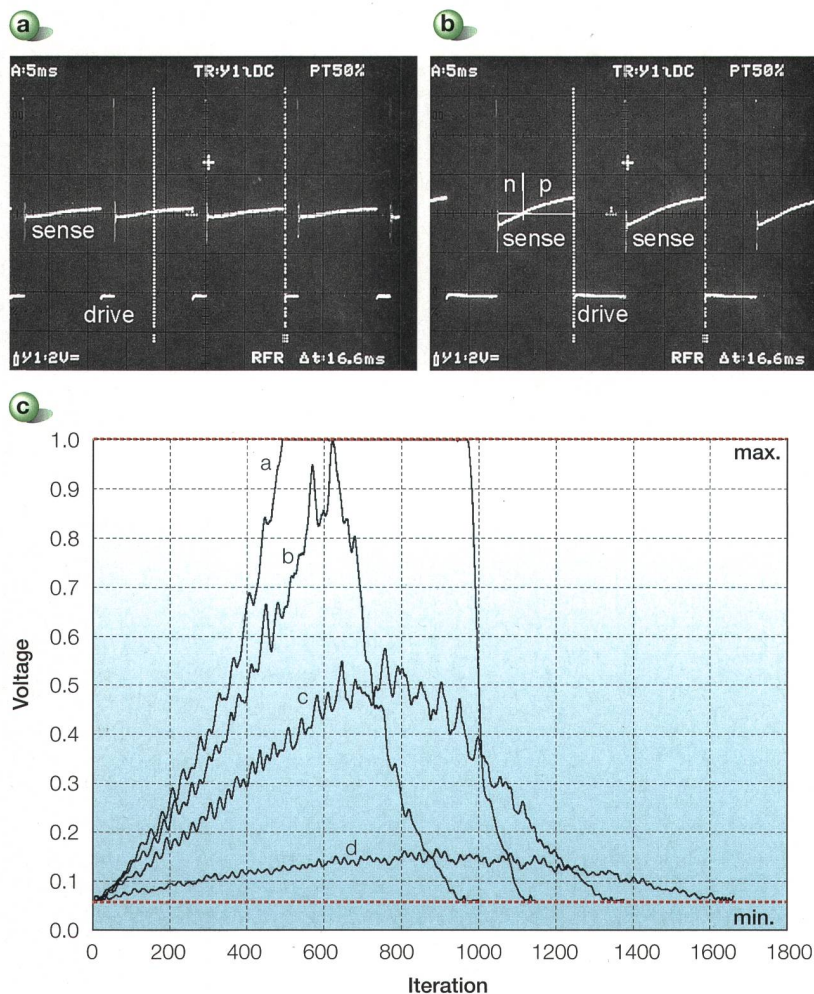 a
b
A:5ms TR:Y1~DC PT50%
A:5ms TR:Y1~DC PT50%
sense
drive
n p
sense sense
drive
Y1:2V= RFR Δt:16.6ms
Y1:2V= RFR Δt:16.6ms
c
1.0
0.9
0.8
0.7
0.6
0.5
0.4
0.3
0.2
0.1
0.0
Voltage
max.
a
b
c
d
min.
0 200 400 600 800 1000 1200 1400 1600 1800
Iteration